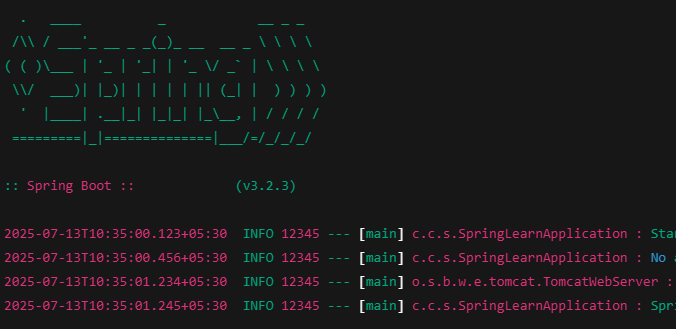 .   ____          _            __ _ _
 /\\ / ___'_ __ _ _(_)_ __  __ _ \ \ \ \
( ( )\___ | '_ | '_| | '_ \/ _` | \ \ \ \
 \\/  ___)| |_)| | | | | || (_| |  ) ) ) )
  '  |____| .__|_| |_|_| |_\__, | / / / /
 =========|_|==============|___/=/_/_/_/
:: Spring Boot ::             (v3.2.3)
2025-07-13T10:35:00.123+05:30  INFO 12345 --- [main] c.c.s.SpringLearnApplication : Star
2025-07-13T10:35:00.456+05:30  INFO 12345 --- [main] c.c.s.SpringLearnApplication : No a
2025-07-13T10:35:01.234+05:30  INFO 12345 --- [main] o.s.b.w.e.tomcat.TomcatWebServer :
2025-07-13T10:35:01.245+05:30  INFO 12345 --- [main] c.c.s.SpringLearnApplication : Spri